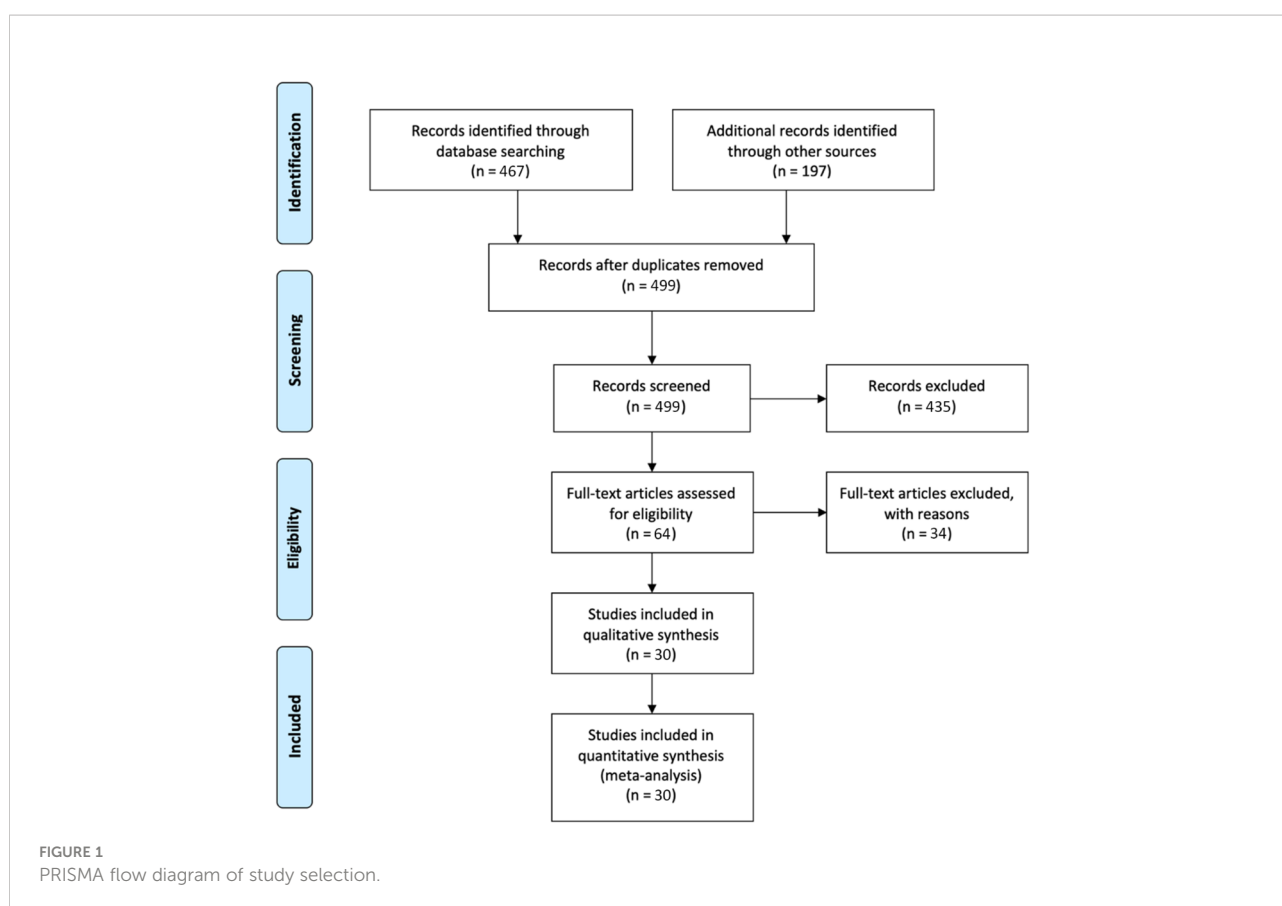 Identification
Records identified through
database searching
(n = 467)
Additional records identified
through other sources
(n = 197)
Records after duplicates removed
(n = 499)
Screening
Records screened
(n = 499)
Records excluded
(n = 435)
Eligibility
Full-text articles assessed
for eligibility
(n = 64)
Full-text articles excluded,
with reasons
(n = 34)
Studies included in
qualitative synthesis
(n = 30)
Included
Studies included in
quantitative synthesis
(meta-analysis)
(n = 30)
FIGURE 1
PRISMA flow diagram of study selection.